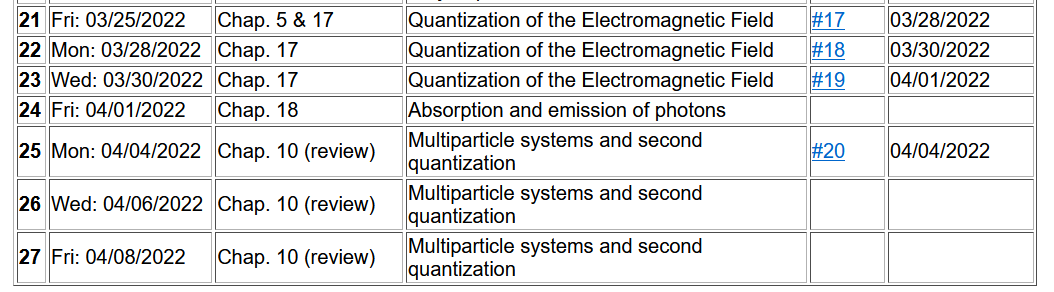 21 Fri: 03/25/2022 Chap. 5 & 17 Quantization of the Electromagnetic Field #17 03/28/2022
22 Mon: 03/28/2022 Chap. 17 Quantization of the Electromagnetic Field #18 03/30/2022
23 Wed: 03/30/2022 Chap. 17 Quantization of the Electromagnetic Field #19 04/01/2022
24 Fri: 04/01/2022 Chap. 18 Absorption and emission of photons
25 Mon: 04/04/2022 Chap. 10 (review) Multiparticle systems and second
quantization #20 04/04/2022
26 Wed: 04/06/2022 Chap. 10 (review) Multiparticle systems and second
quantization
27 Fri: 04/08/2022 Chap. 10 (review) Multiparticle systems and second
quantization